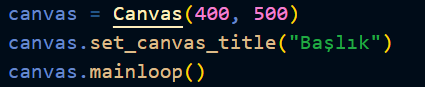 canvas = Canvas(400, 500)
canvas.set_canvas_title("Başlık")
canvas.mainloop()